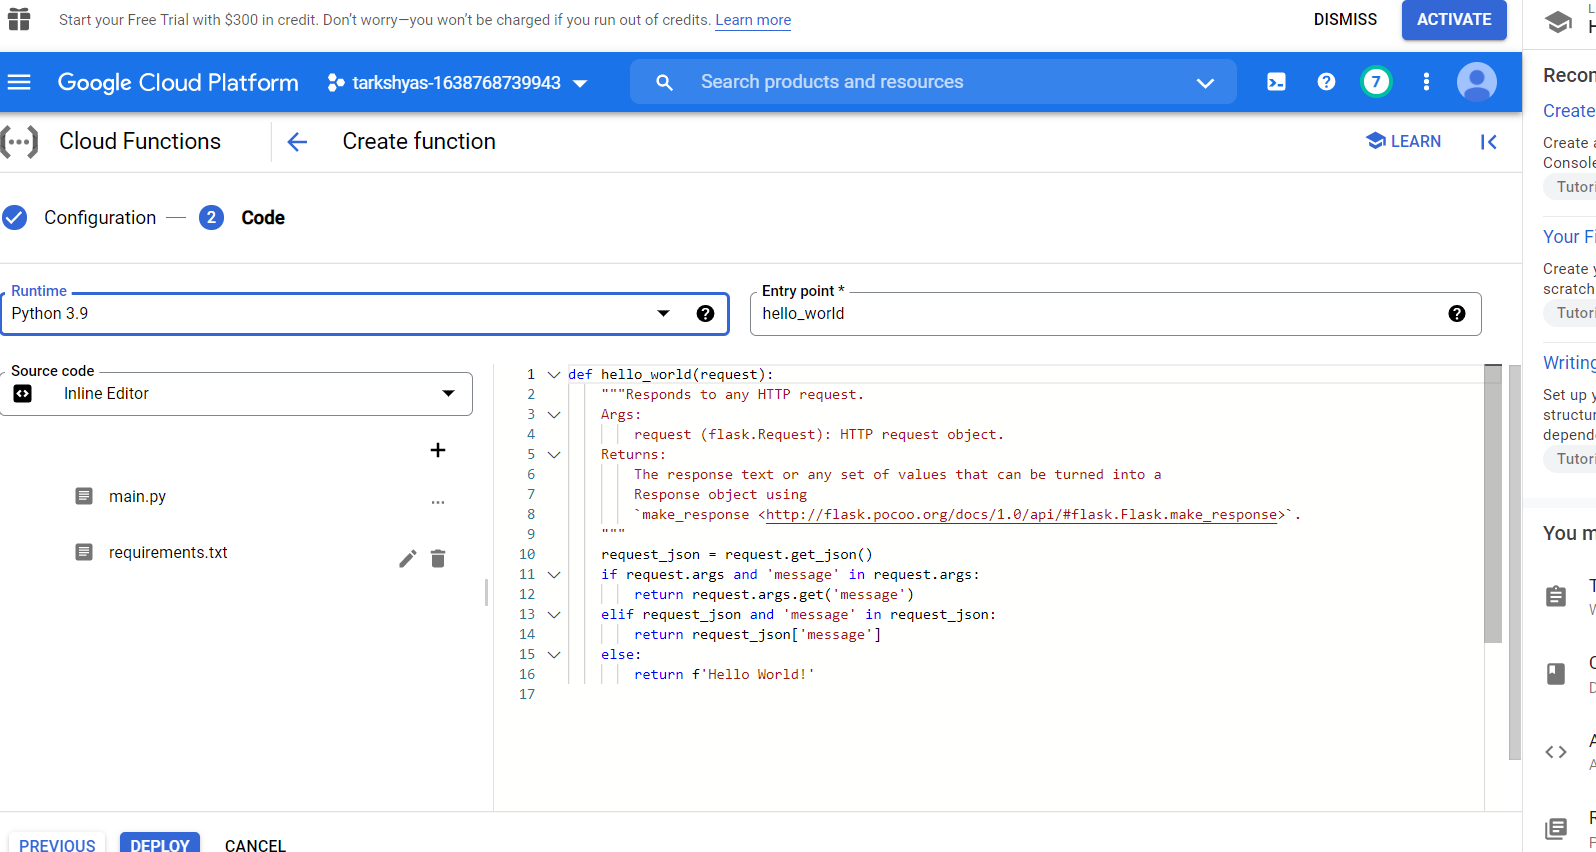 Start your Free Trial with $300 in credit. Don't worry—you won't be charged if you run out of credits. Learn more
DISMISS
ACTIVATE
Google Cloud Platform
tarkshyas-1638768739943
Search products and resources
7
Cloud Functions
Create function
LEARN
Configuration
2
Code
Runtime
Python 3.9
Entry point *
hello_world
Source code
Inline Editor
main.py
...
requirements.txt
1 def hello_world(request):
2 """Responds to any HTTP request.
3 Args:
4 request (flask.Request): HTTP request object.
5 Returns:
6 The response text or any set of values that can be turned into a
7 Response object using
8 `make_response <http://flask.pocoo.org/docs/1.0/api/#flask.Flask.make_response>`.
9 """
10 request_json = request.get_json()
11 if request.args and 'message' in request.args:
12 return request.args.get('message')
13 elif request_json and 'message' in request_json:
14 return request_json['message']
15 else:
16 return f'Hello World!'
17
PREVIOUS
DEPLOY
CANCEL
Recon
Create
Create a
Console
Tutori
Your Fi
Create y
scratch
Tutori
Writing
Set up y
structur
depend
Tutori
You m